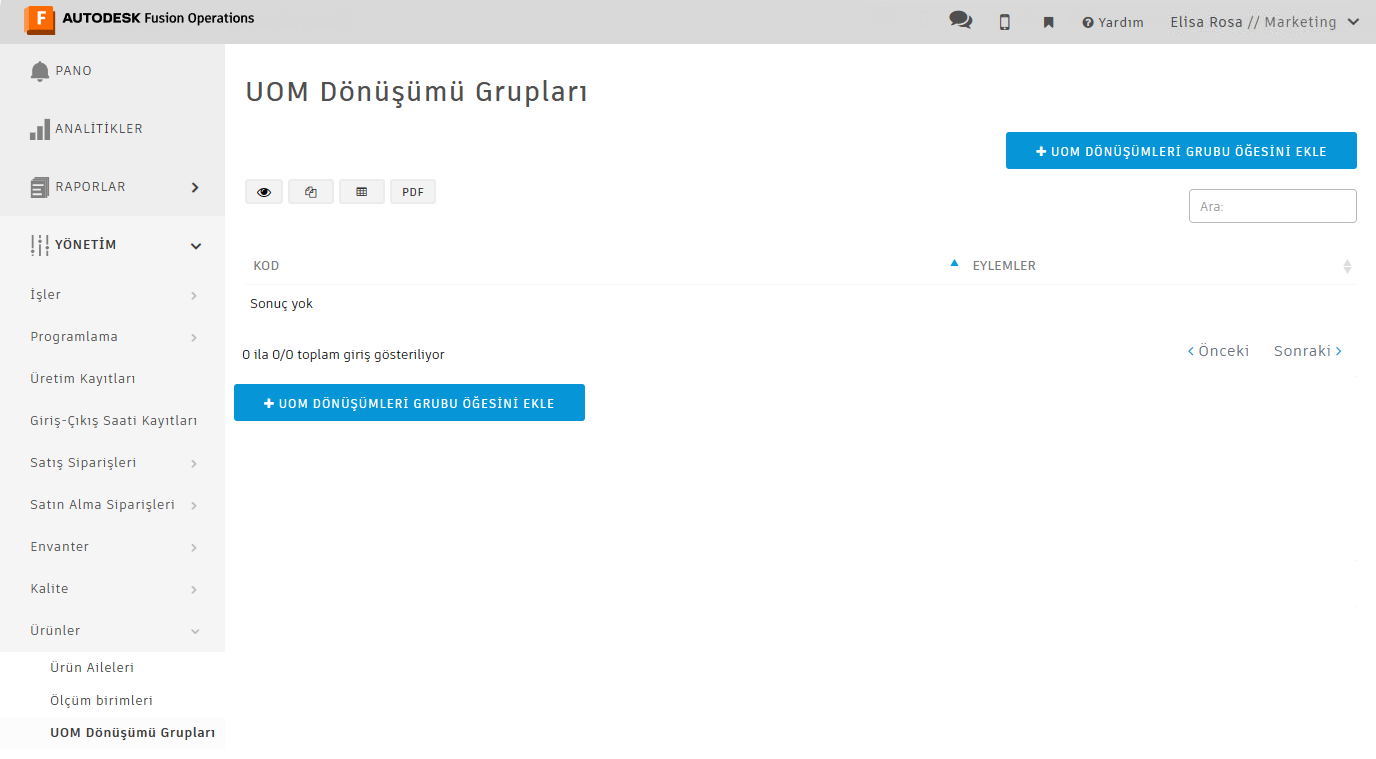 F AUTODESK Fusion Operations
Yardım
Elisa Rosa // Marketing
PANO
ANALİTİKLER
RAPORLAR
YÖNETİM
İşler
Programlama
Üretim Kayıtları
Giriş-Çıkış Saati Kayıtları
Satış Siparişleri
Satın Alma Siparişleri
Envanter
Kalite
Ürünler
Ürün Aileleri
Ölçüm birimleri
UOM Dönüşümü Grupları
UOM Dönüşümü Grupları
UOM DÖNÜŞÜMLERİ GRUBU ÖĞESİNİ EKLE
PDF
Ara:
KOD EYLEMLER
Sonuç yok
0 ila 0/0 toplam giriş gösteriliyor
Önceki Sonraki
UOM DÖNÜŞÜMLERİ GRUBU ÖĞESİNİ EKLE